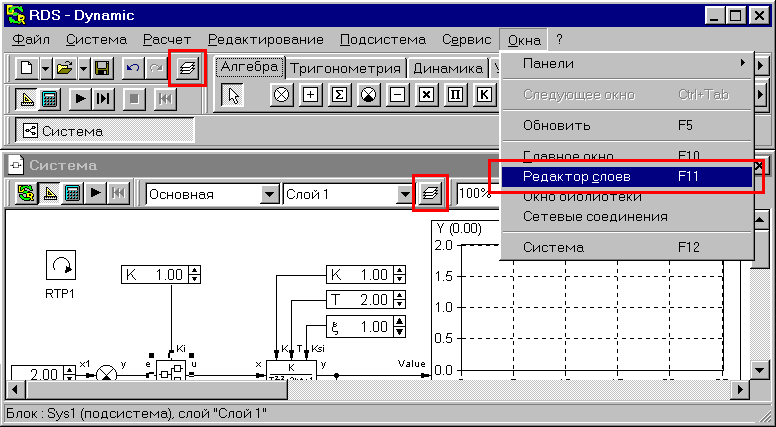 RDS - Dynamic
Файл Система Расчет Редактирование Подсистема Сервис Окна ?
Алгебра Тригонометрия Динамика
Панели
Следующее окно Ctrl+Tab
Обновить F5
Главное окно F10
Редактор слоев F11
Окно библиотеки
Сетевые соединения
Система F12
Система
Система
Основная Слой 1 100%
Y (0.00)
2.0
1.5
1.0
0.5
0.0
RTP1
K 1.00
K 1.00
T 2.00
ξ 1.00
Ki
K T Ksi
2.00 x1 y e u x K y Value
Блок : Sys1 (подсистема), слой "Слой 1"